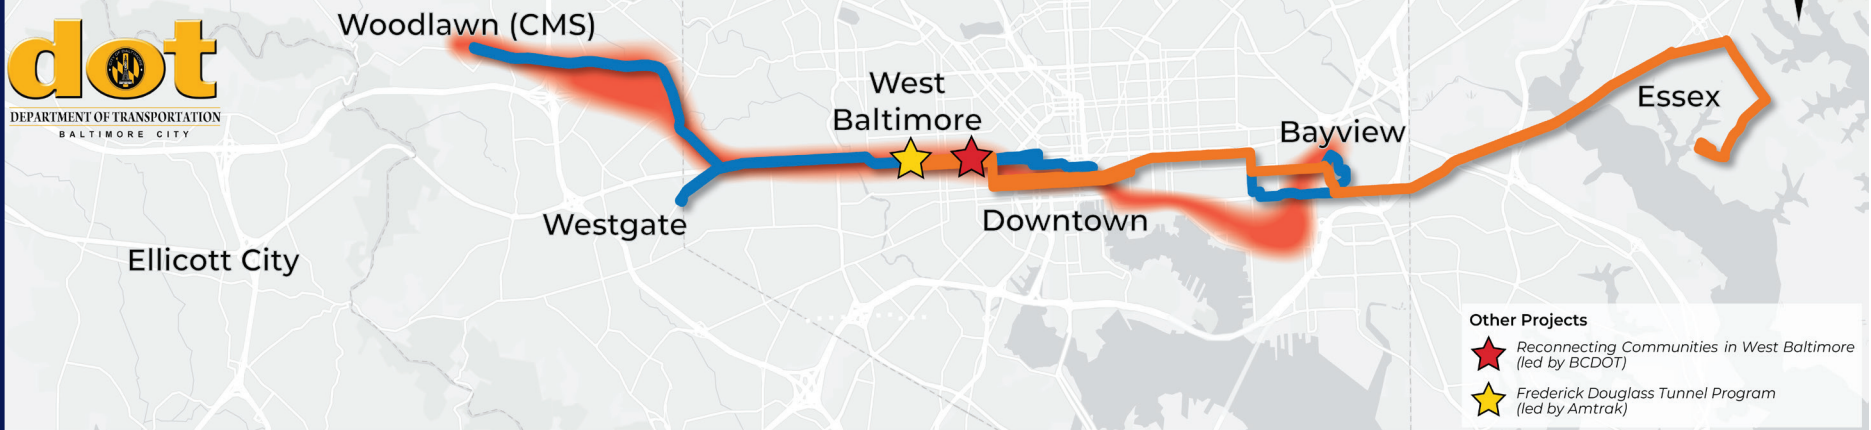 Woodlawn (CMS)
dot
DEPARTMENT OF TRANSPORTATION
BALTIMORE CITY
West
Baltimore
Essex
Bayview
Westgate
Downtown
Ellicott City
Other Projects
Reconnecting Communities in West Baltimore
(led by BCDOT)
Frederick Douglass Tunnel Program
(led by Amtrak)